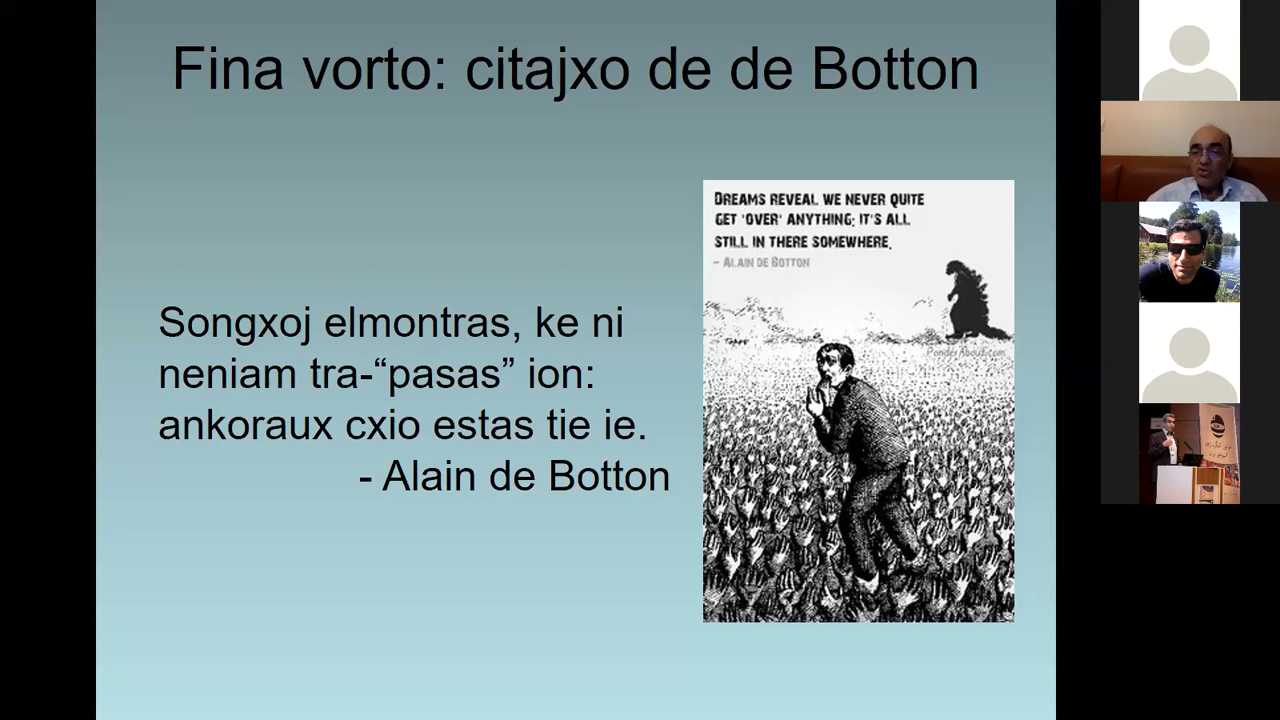 Fina vorto: citajxo de de Botton
DREAMS REVEAL WE NEVER QUITE
GET 'OVER' ANYTHING; IT'S ALL
STILL IN THERE SOMEWHERE.
- ALAIN DE BOTTON
PonderAbout.com
Songxoj elmontras, ke ni
neniam tra-“pasas” ion:
ankoraux cxio estas tie ie.
- Alain de Botton